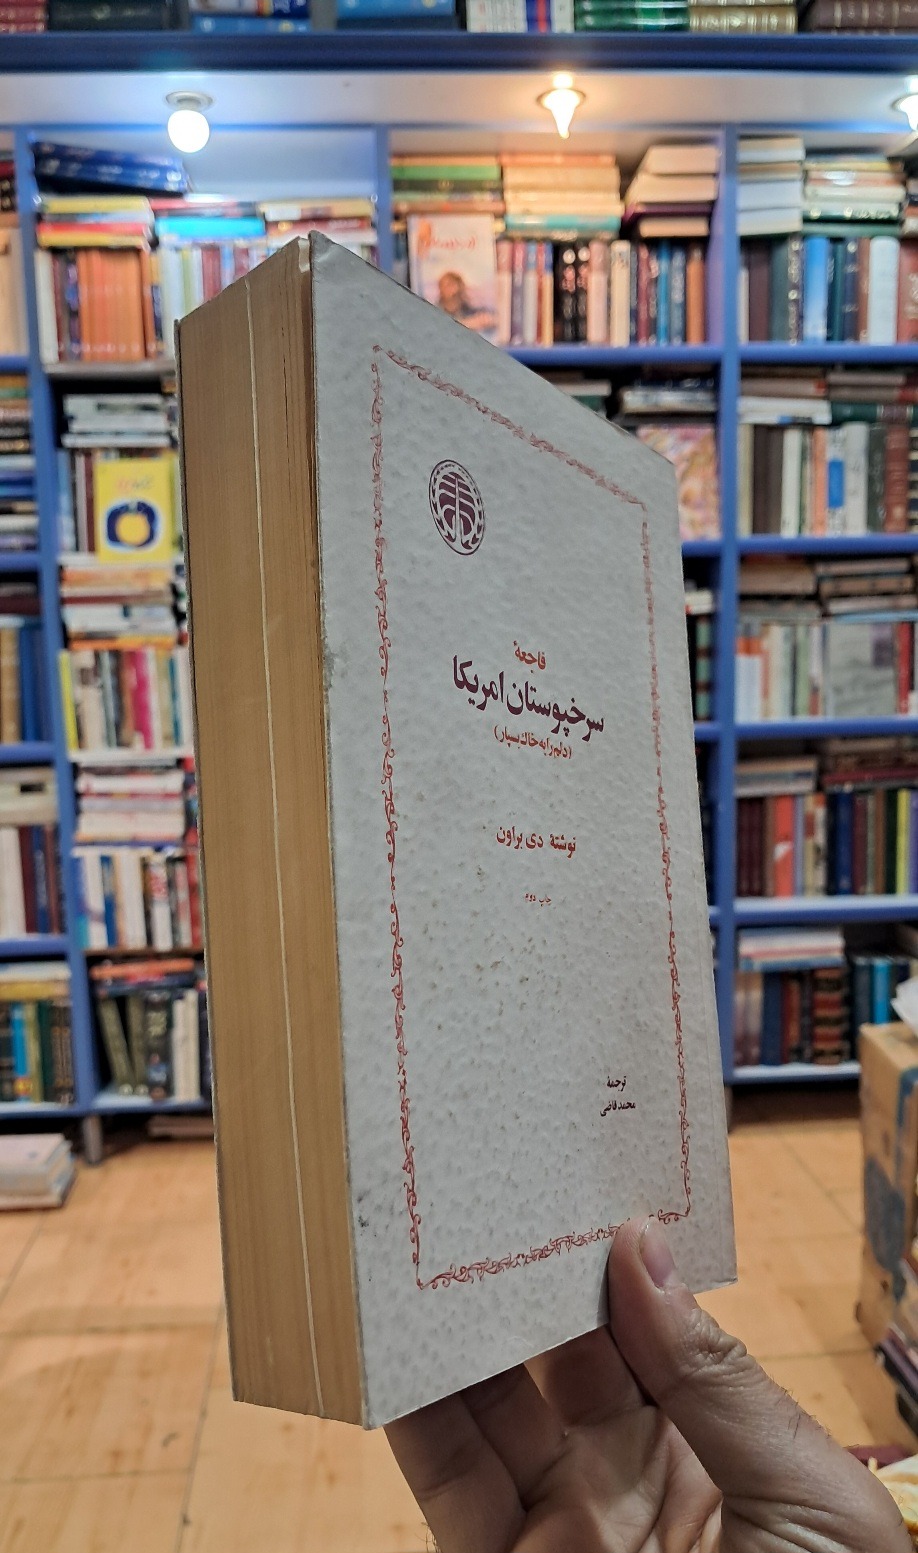 فاجعهٔ
سرخپوستان امریکا
(دلم را به خاک بسپار)
نوشتهٔ دی براون
چاپ دوم
ترجمهٔ
محمد قاضی